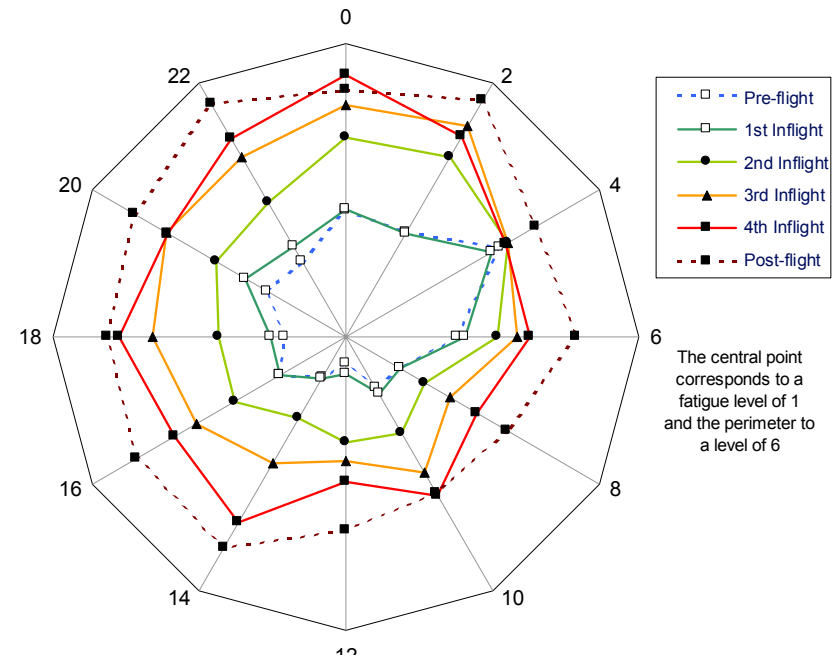 0
22
2
Pre-flight
1st Inflight
2nd Inflight
3rd Inflight
4th Inflight
Post-flight
20
4
18
6
The central point
corresponds to a
fatigue level of 1
and the perimeter to
a level of 6
16
8
14
10
12